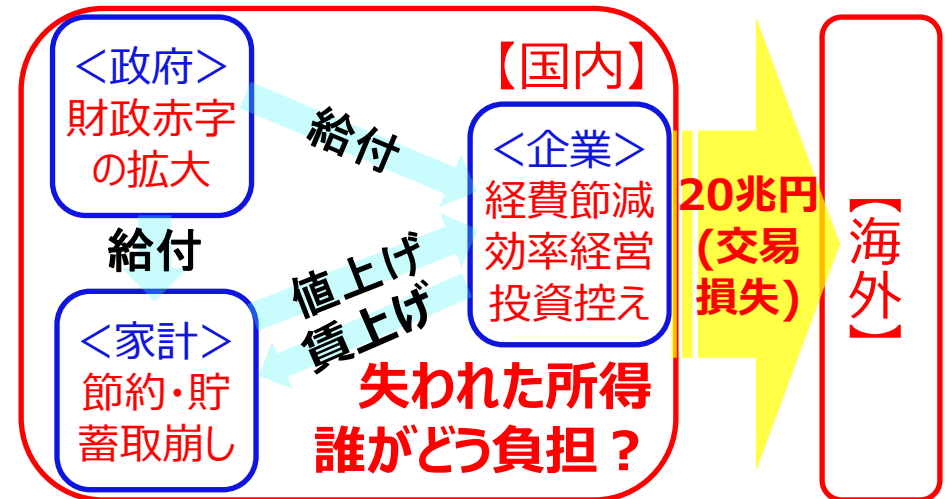 ＜政府＞
財政赤字
の拡大
給付
給付
＜家計＞
節約・貯
蓄取崩し
【国内】
＜企業＞
経費節減
効率経営
投資控え
値上げ
賃上げ
失われた所得
誰がどう負担？
20兆円
(交易
損失)
【海外】